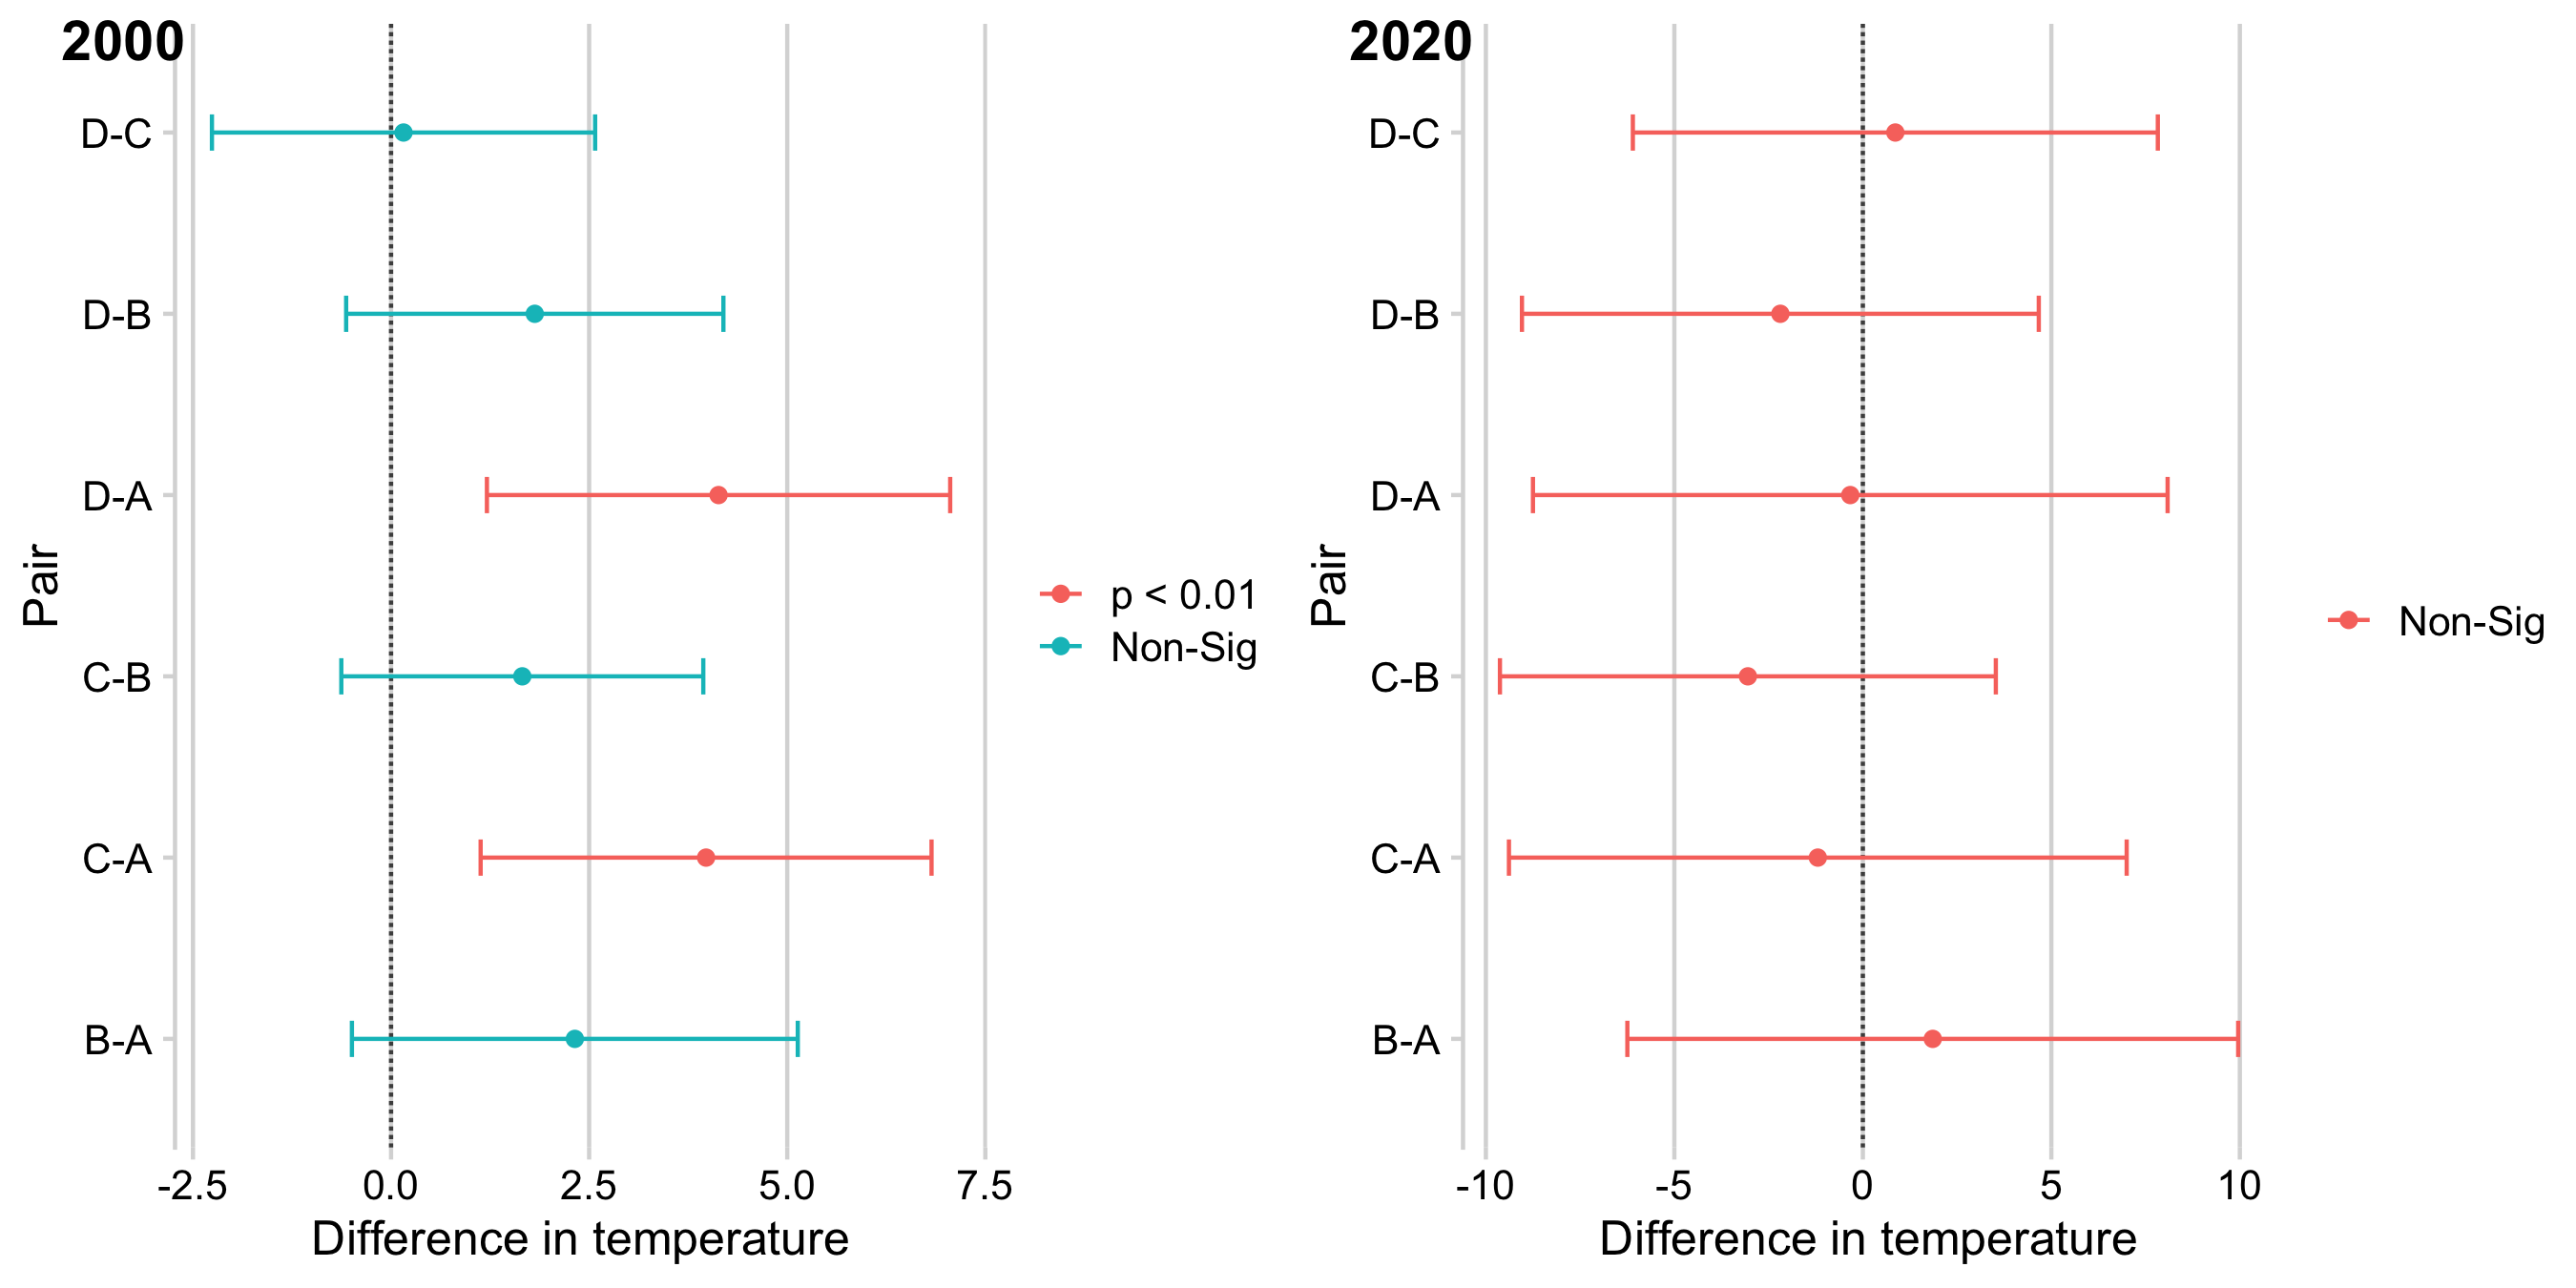 2000
D-C
D-B
D-A
C-B
C-A
B-A
Pair
-2.5 0.0 2.5 5.0 7.5
Difference in temperature
p < 0.01
Non-Sig
2020
D-C
D-B
D-A
C-B
C-A
B-A
Pair
-10 -5 0 5 10
Difference in temperature
Non-Sig